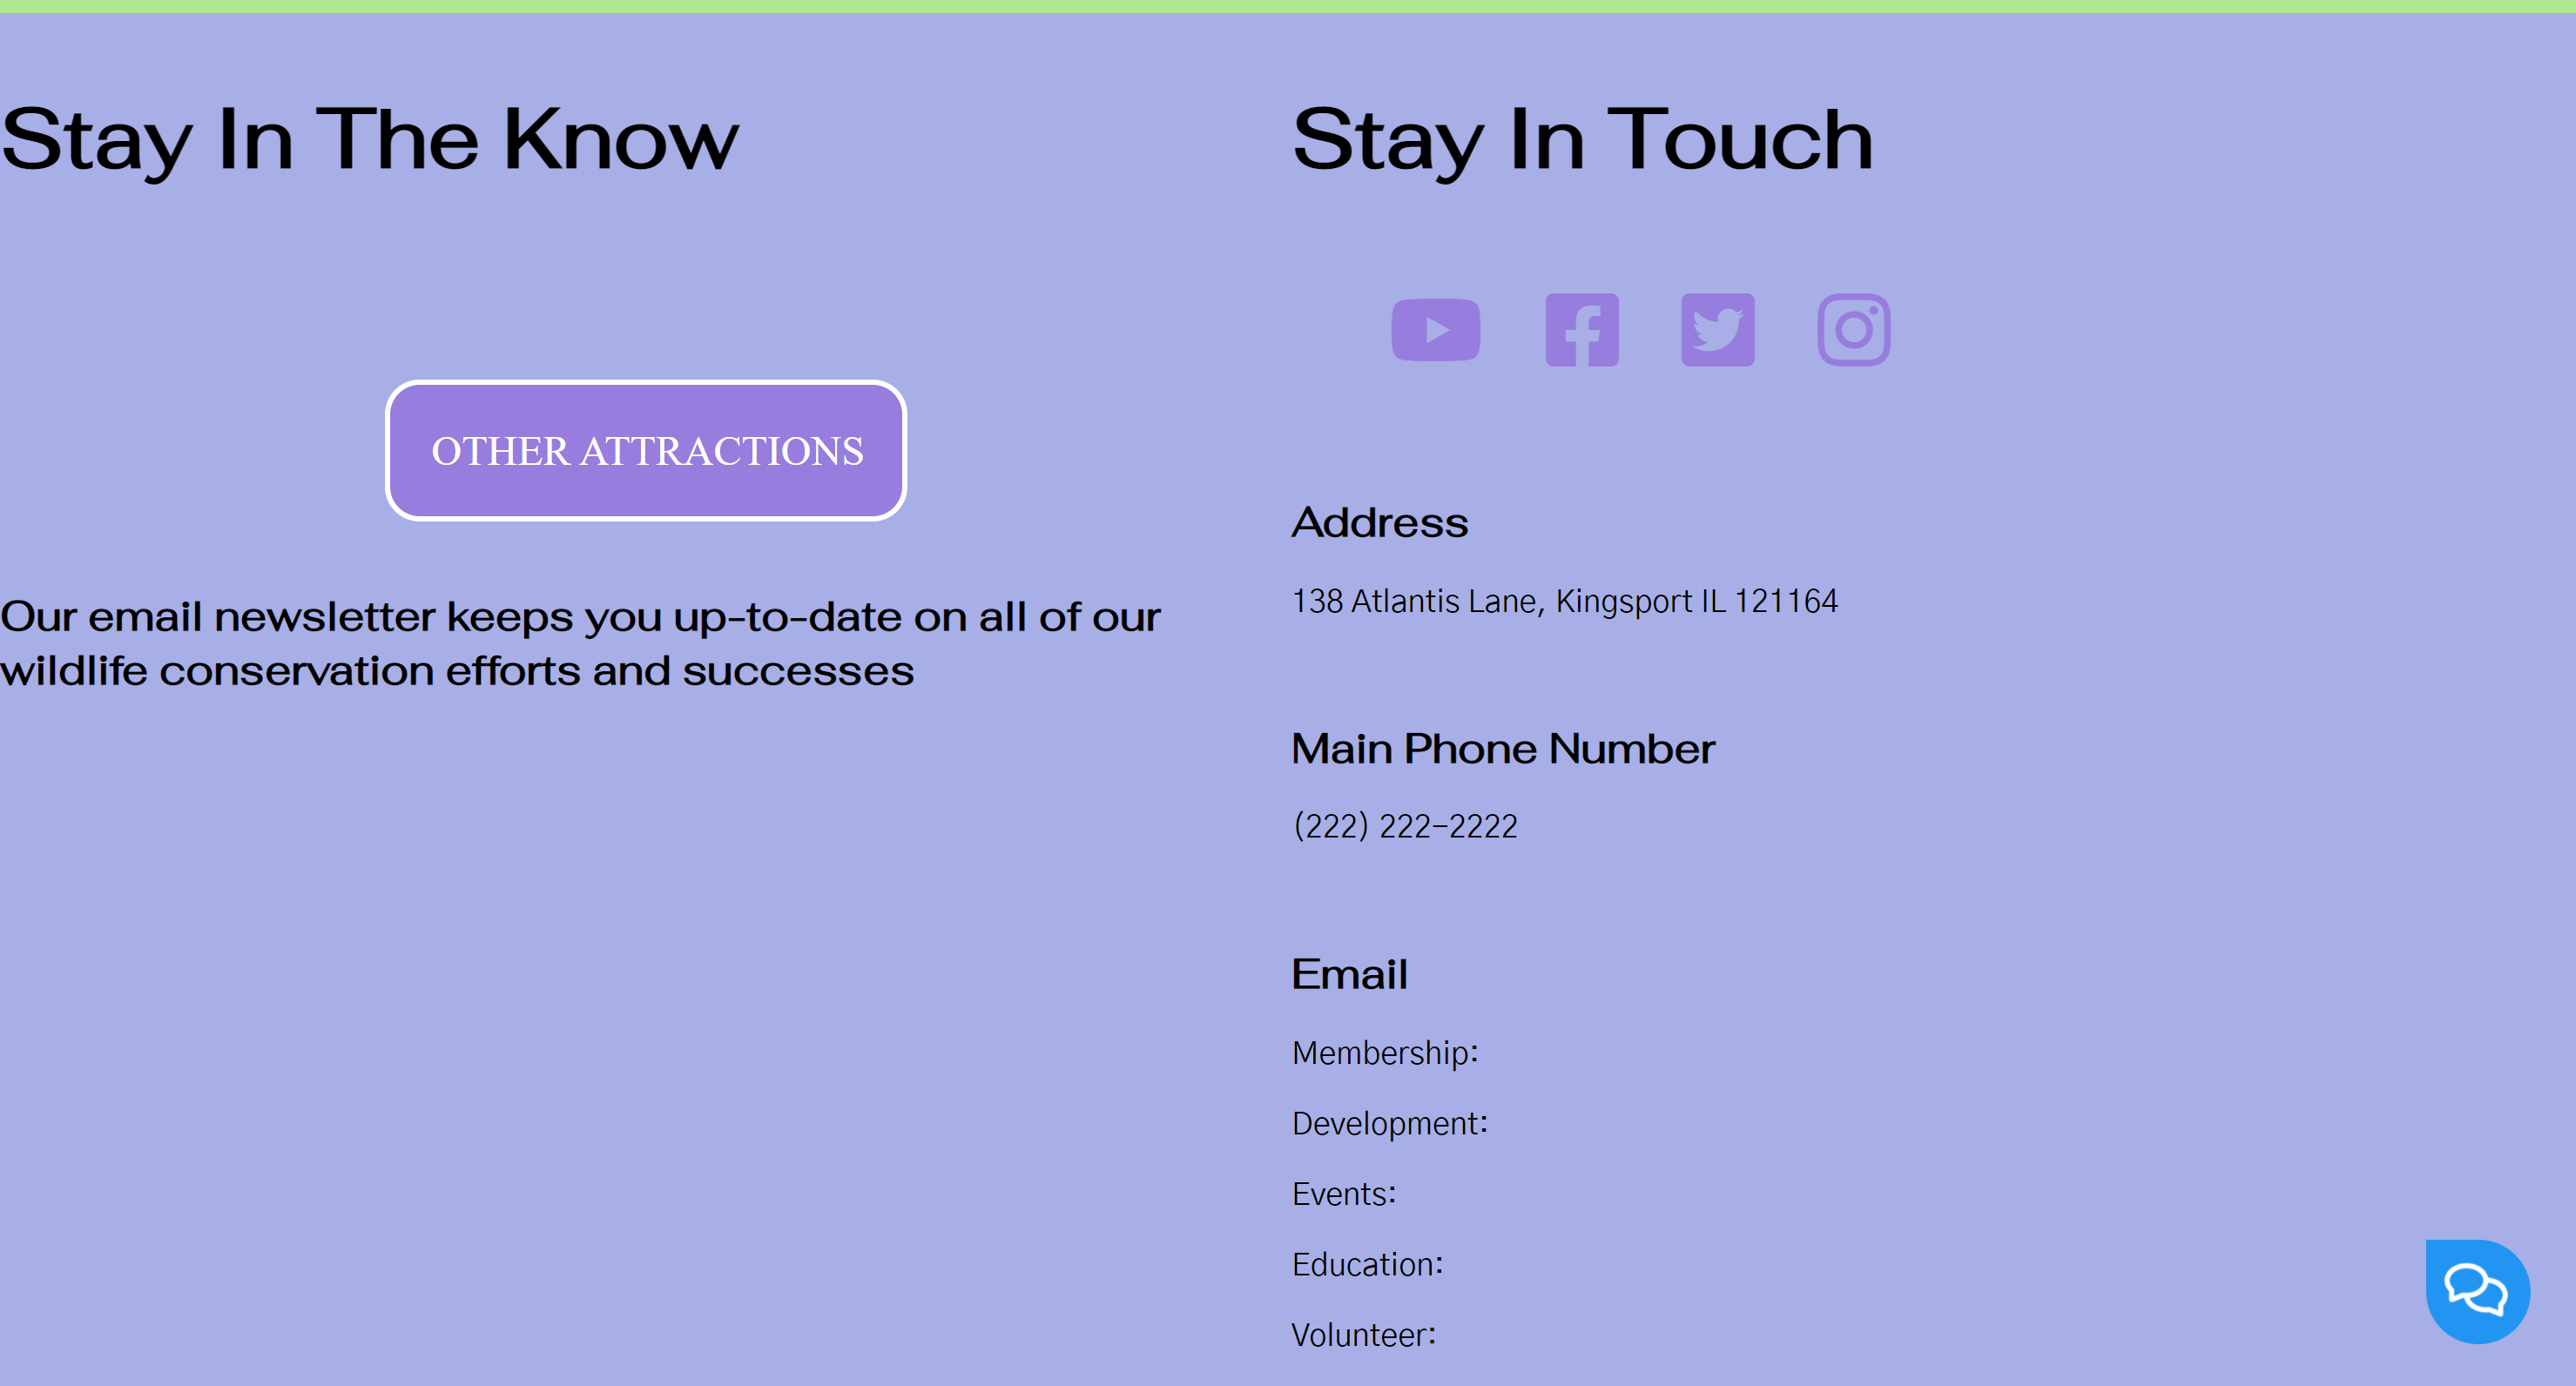 Stay In The Know
OTHER ATTRACTIONS
Our email newsletter keeps you up-to-date on all of our
wildlife conservation efforts and successes
Stay In Touch
Address
138 Atlantis Lane, Kingsport IL 121164
Main Phone Number
(222) 222-2222
Email
Membership:
Development:
Events:
Education:
Volunteer: